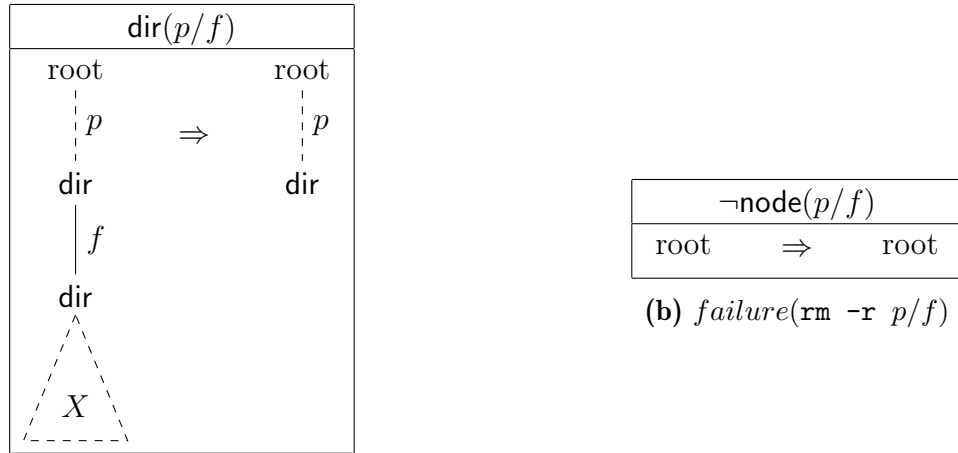 dir(p/f)
root root
p ⇒ p
dir dir
f
dir
X
¬node(p/f)
root ⇒ root
(b) failure(rm -r p/f)